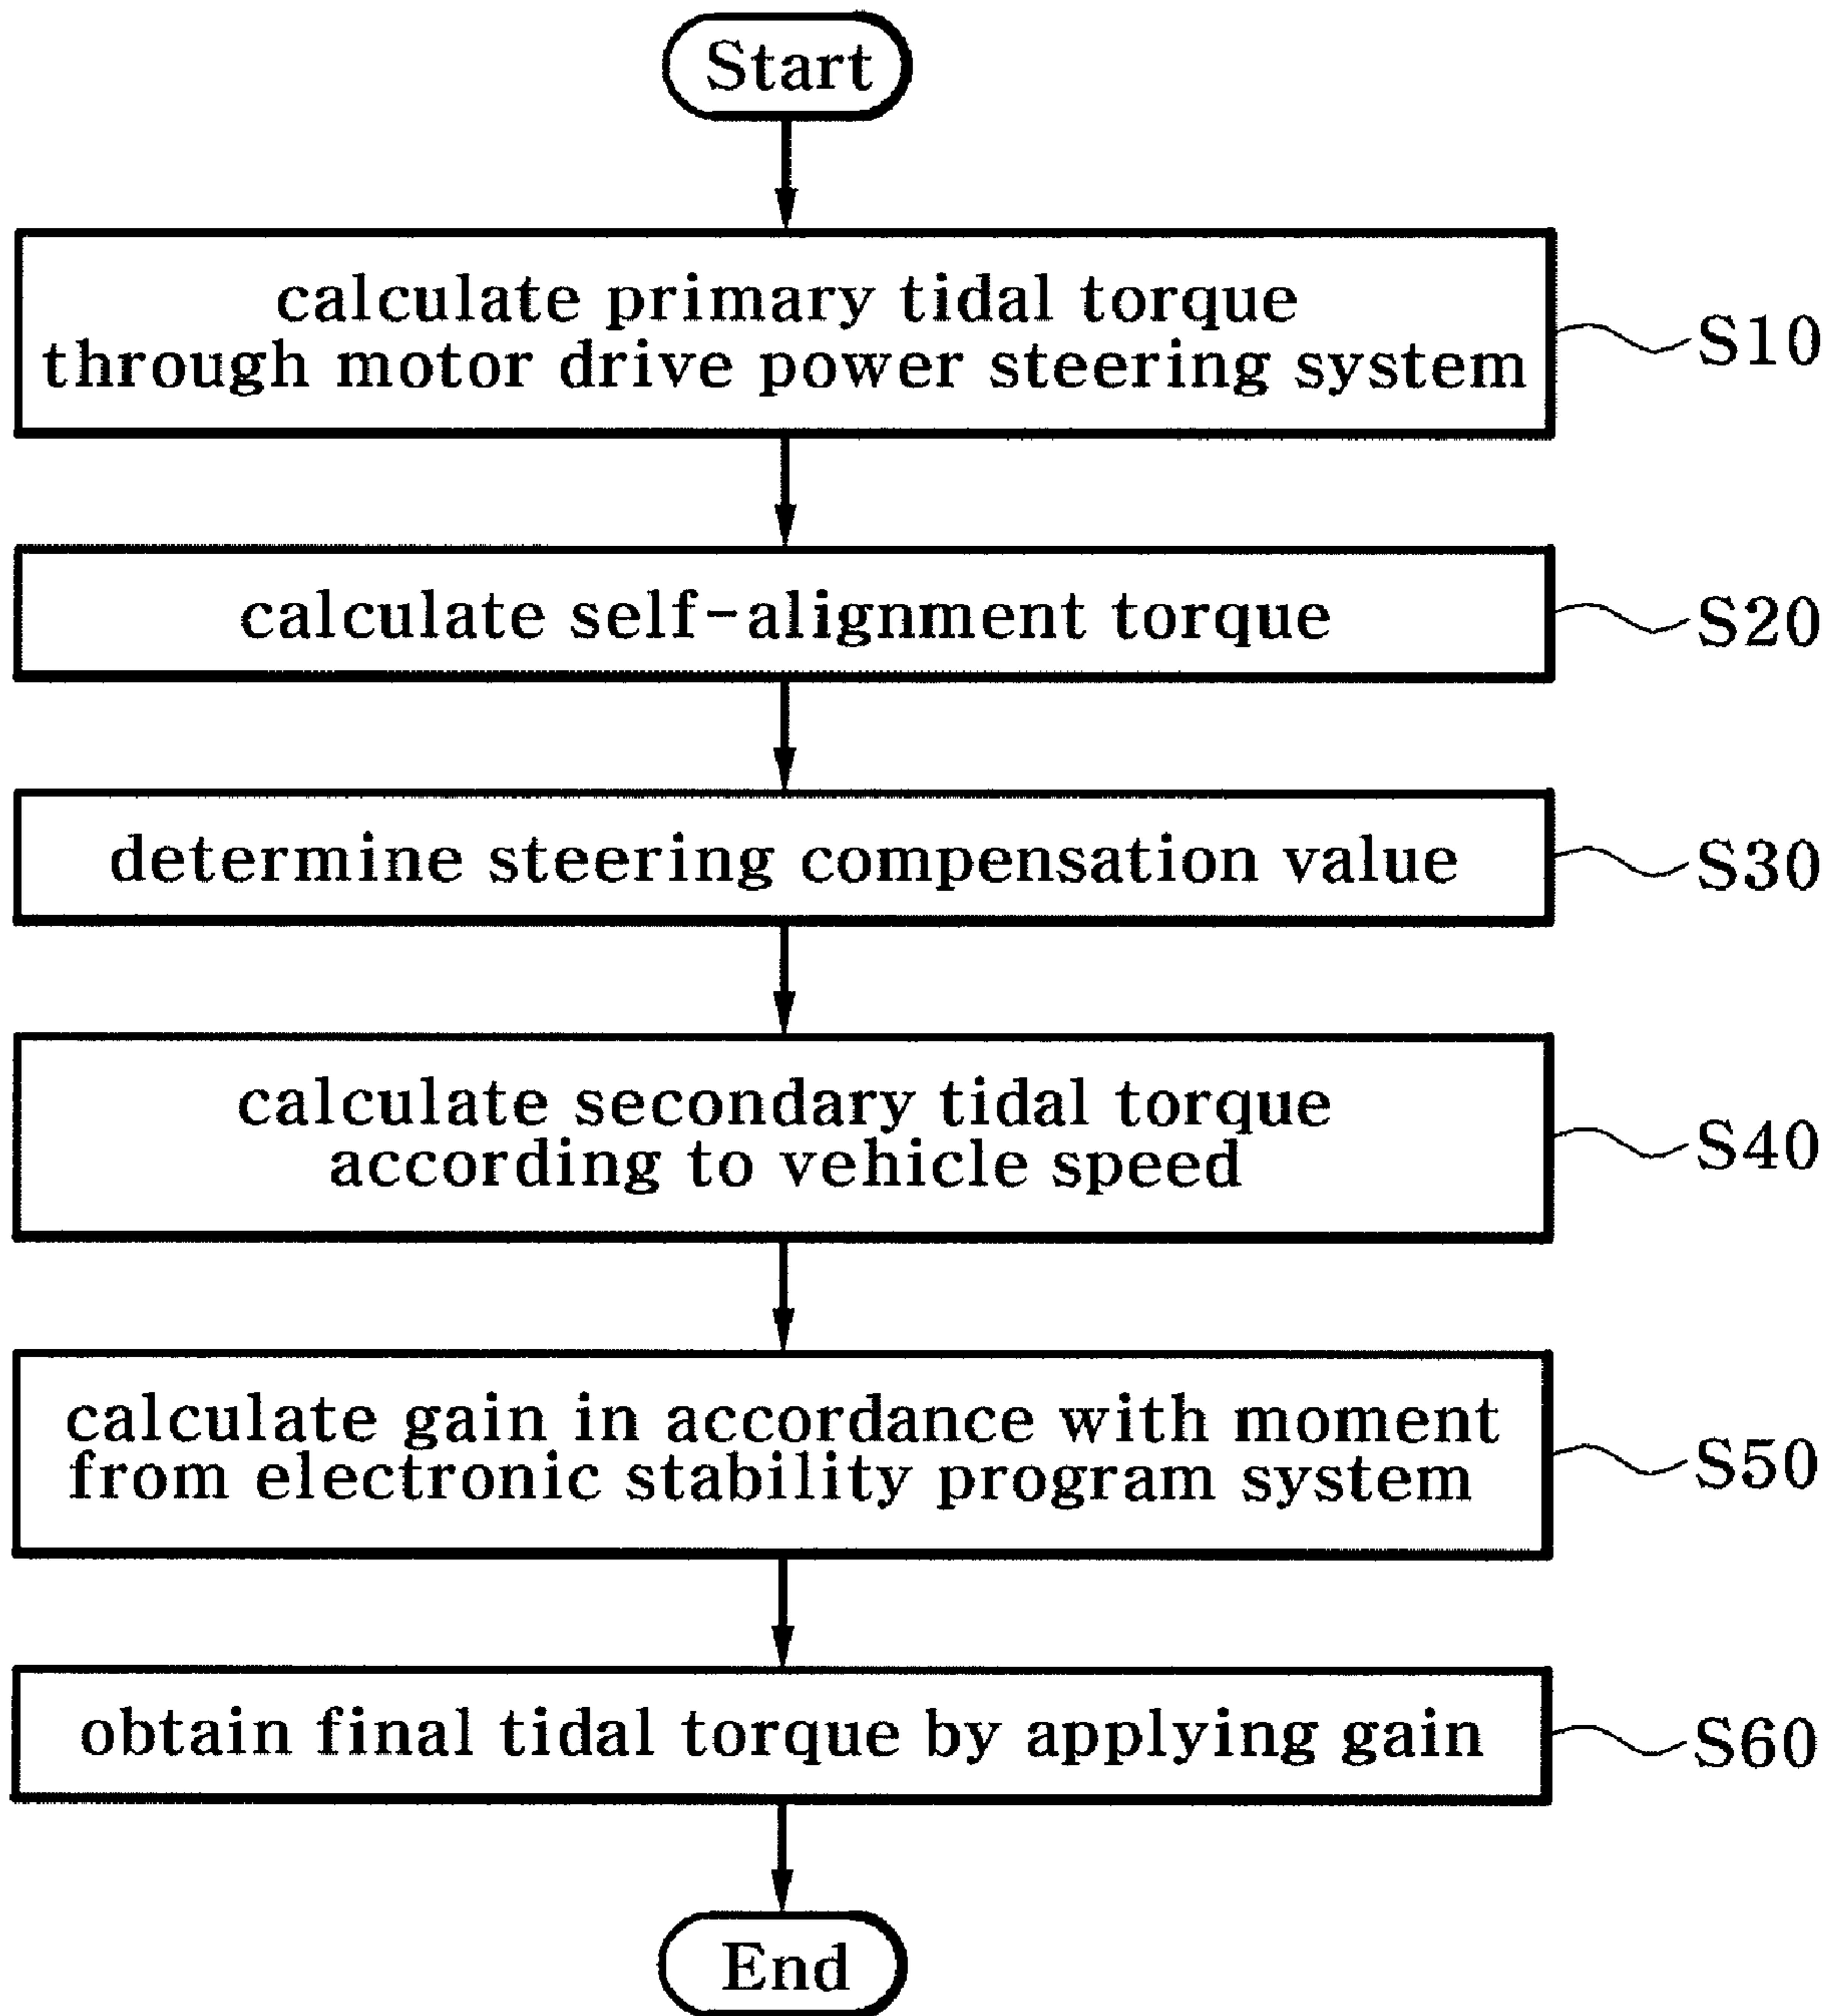 Start
calculate primary tidal torque
through motor drive power steering system
S10
calculate self-alignment torque
S20
determine steering compensation value
S30
calculate secondary tidal torque
according to vehicle speed
S40
calculate gain in accordance with moment
from electronic stability program system
S50
obtain final tidal torque by applying gain
S60
End